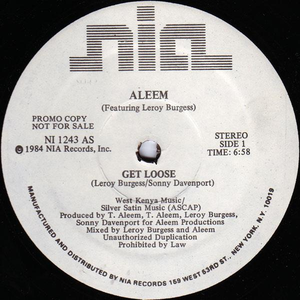 nia
ALEEM
(Featuring Leroy Burgess)
PROMO COPY
NOT FOR SALE
NI 1243 AS
℗ 1984 NIA Records, Inc.
STEREO
SIDE 1
TIME: 6:58
GET LOOSE
(Leroy Burgess/Sonny Davenport)
West Kenya Music/
Silver Satin Music (ASCAP)
Produced by T. Aleem, T. Aleem, Leroy Burgess,
Sonny Davenport for Aleem Productions
Mixed by Leroy Burgess and Aleem
Unauthorized Duplication
Prohibited by Law
MANUFACTURED AND DISTRIBUTED BY NIA RECORDS 159 WEST 53RD ST., NEW YORK, N.Y. 10019